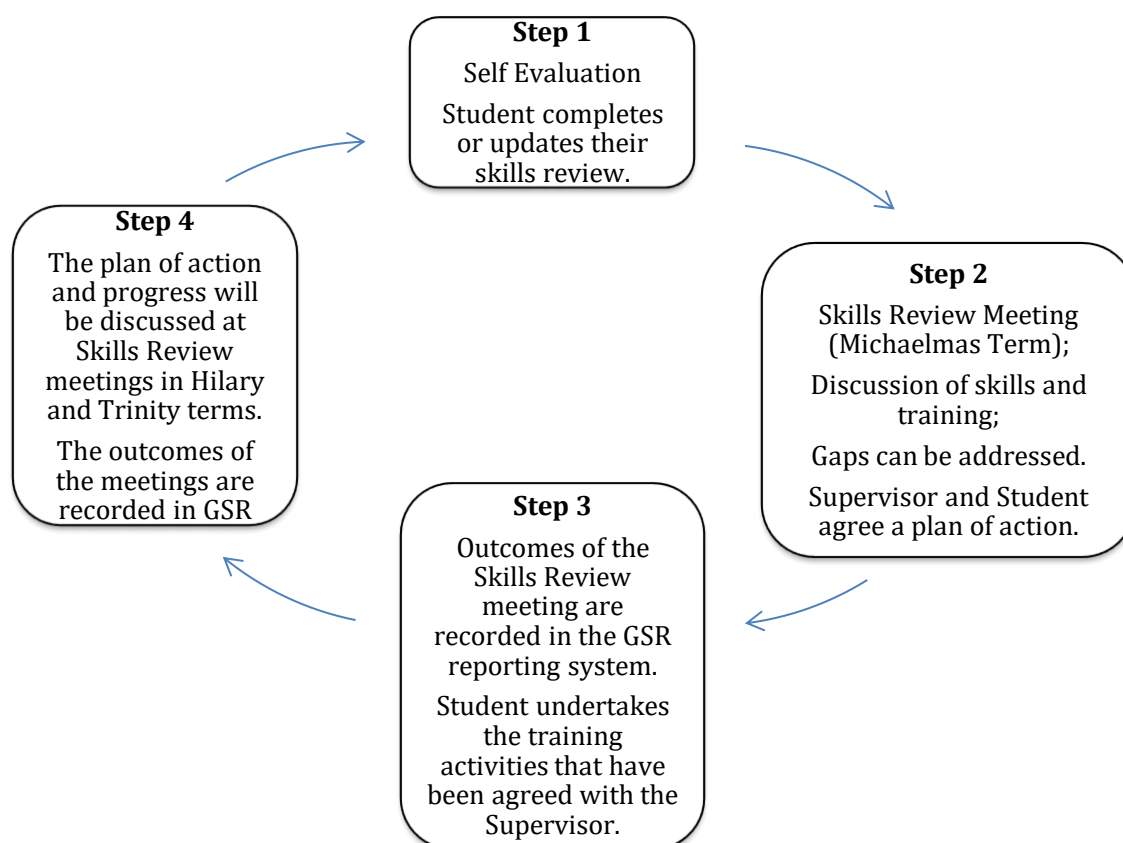 Step 1
Self Evaluation
Student completes
or updates their
skills review.
Step 2
Skills Review Meeting
(Michaelmas Term);
Discussion of skills and
training;
Gaps can be addressed.
Supervisor and Student
agree a plan of action.
Step 3
Outcomes of the
Skills Review
meeting are
recorded in the GSR
reporting system.
Student undertakes
the training
activities that have
been agreed with the
Supervisor.
Step 4
The plan of action
and progress will
be discussed at
Skills Review
meetings in Hilary
and Trinity terms.
The outcomes of
the meetings are
recorded in GSR